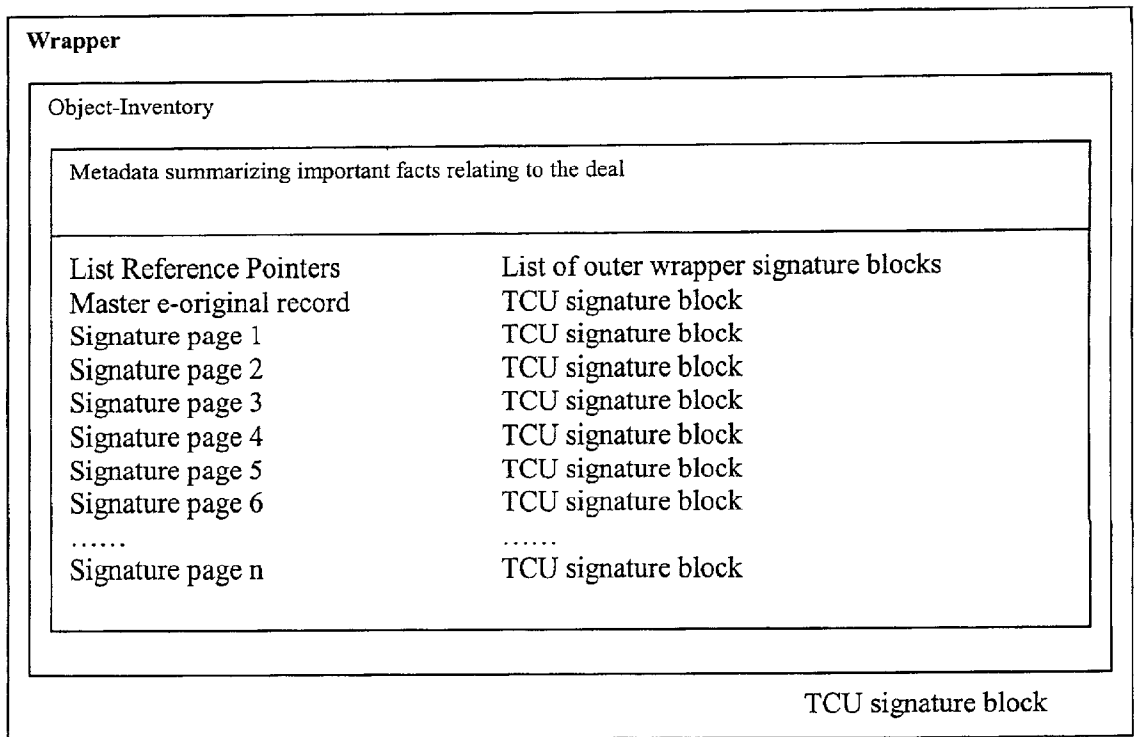 Wrapper
Object-Inventory
Metadata summarizing important facts relating to the deal
List Reference Pointers List of outer wrapper signature blocks
Master e-original record TCU signature block
Signature page 1 TCU signature block
Signature page 2 TCU signature block
Signature page 3 TCU signature block
Signature page 4 TCU signature block
Signature page 5 TCU signature block
Signature page 6 TCU signature block
...... ......
Signature page n TCU signature block
TCU signature block